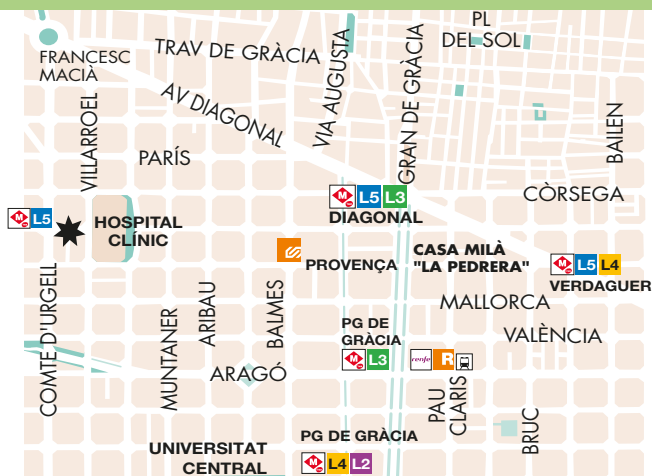 PL
DEL SOL
TRAV DE GRÀCIA
FRANCESC
MACIÀ
VIA AUGUSTA
GRAN DE GRÀCIA
AV DIAGONAL
VILLARROEL
PARÍS
BAILEN
CÒRSEGA
M L5 L3
DIAGONAL
M L5
HOSPITAL
CLÍNIC
PROVENÇA
CASA MILÀ
"LA PEDRERA"
M L5 L4
VERDAGUER
COMTE D'URGELL
MUNTANER
ARIBAU
BALMES
MALLORCA
VALÈNCIA
PG DE
GRÀCIA
M L3
renfe R
ARAGÓ
PAU
CLARIS
BRUC
UNIVERSITAT
CENTRAL
PG DE GRÀCIA
M L4 L2